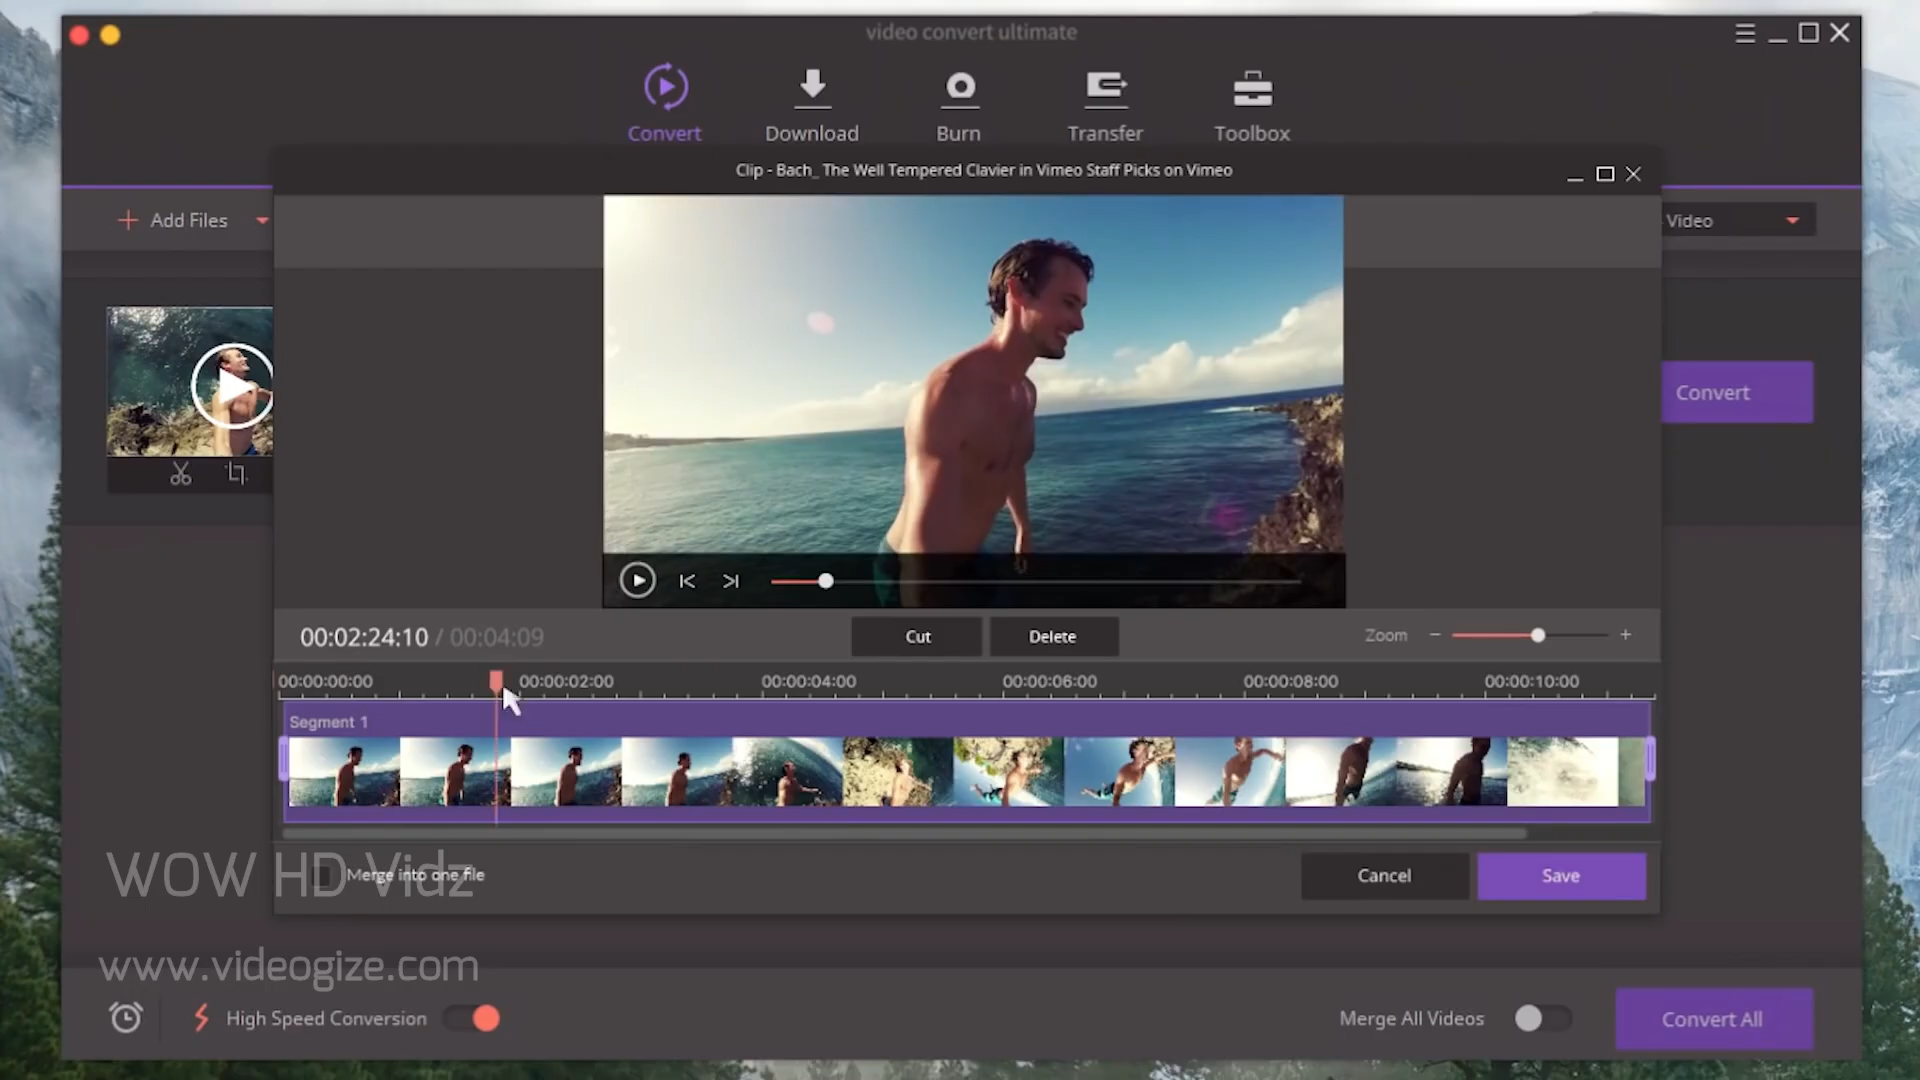 video convert ultimate
Convert
Download
Burn
Transfer
Toolbox
Clip - Bach_ The Well Tempered Clavier in Vimeo Staff Picks on Vimeo
Add Files
Video
Convert
00:02:24:10 / 00:04:09
Cut
Delete
Zoom
00:00:00:00
00:00:02:00
00:00:04:00
00:00:06:00
00:00:08:00
00:00:10:00
Segment 1
WOW HD Vidz
Merge into one file
Cancel
Save
www.videogize.com
High Speed Conversion
Merge All Videos
Convert All